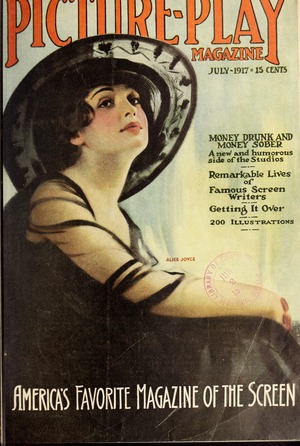 PICTURE-PLAY
MAGAZINE
JULY-1917 · 15 CENTS
MONEY DRUNK AND
MONEY SOBER
A new and humorous
side of the Studios
Remarkable Lives
of
Famous Screen
Writers
Getting It Over
200 ILLUSTRATIONS
ALICE JOYCE
AMERICA'S FAVORITE MAGAZINE OF THE SCREEN